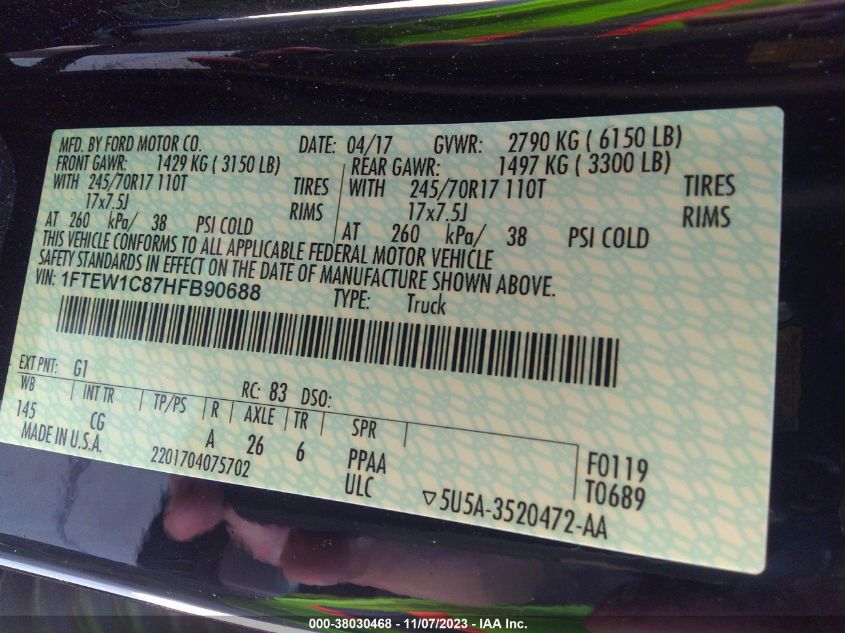 MFD. BY FORD MOTOR CO. DATE: 04/17 GVWR: 2790 KG ( 6150 LB)
FRONT GAWR: 1429 KG ( 3150 LB) REAR GAWR: 1497 KG ( 3300 LB)
WITH 245/70R17 110T TIRES WITH 245/70R17 110T TIRES
17x7.5J RIMS 17x7.5J RIMS
AT 260 kPa/ 38 PSI COLD AT 260 kPa/ 38 PSI COLD
THIS VEHICLE CONFORMS TO ALL APPLICABLE FEDERAL MOTOR VEHICLE
SAFETY STANDARDS IN EFFECT ON THE DATE OF MANUFACTURE SHOWN ABOVE.
VIN: 1FTEW1C87HFB90688 TYPE: Truck
EXT PNT: G1 RC: 83 DSO:
WB INT TR TP/PS R AXLE TR SPR
145 CG A 26 6 PPAA F0119
MADE IN U.S.A. 2201704075702 ULC T0689
▽5U5A-3520472-AA
000-38030468 - 11/07/2023 - IAA Inc.